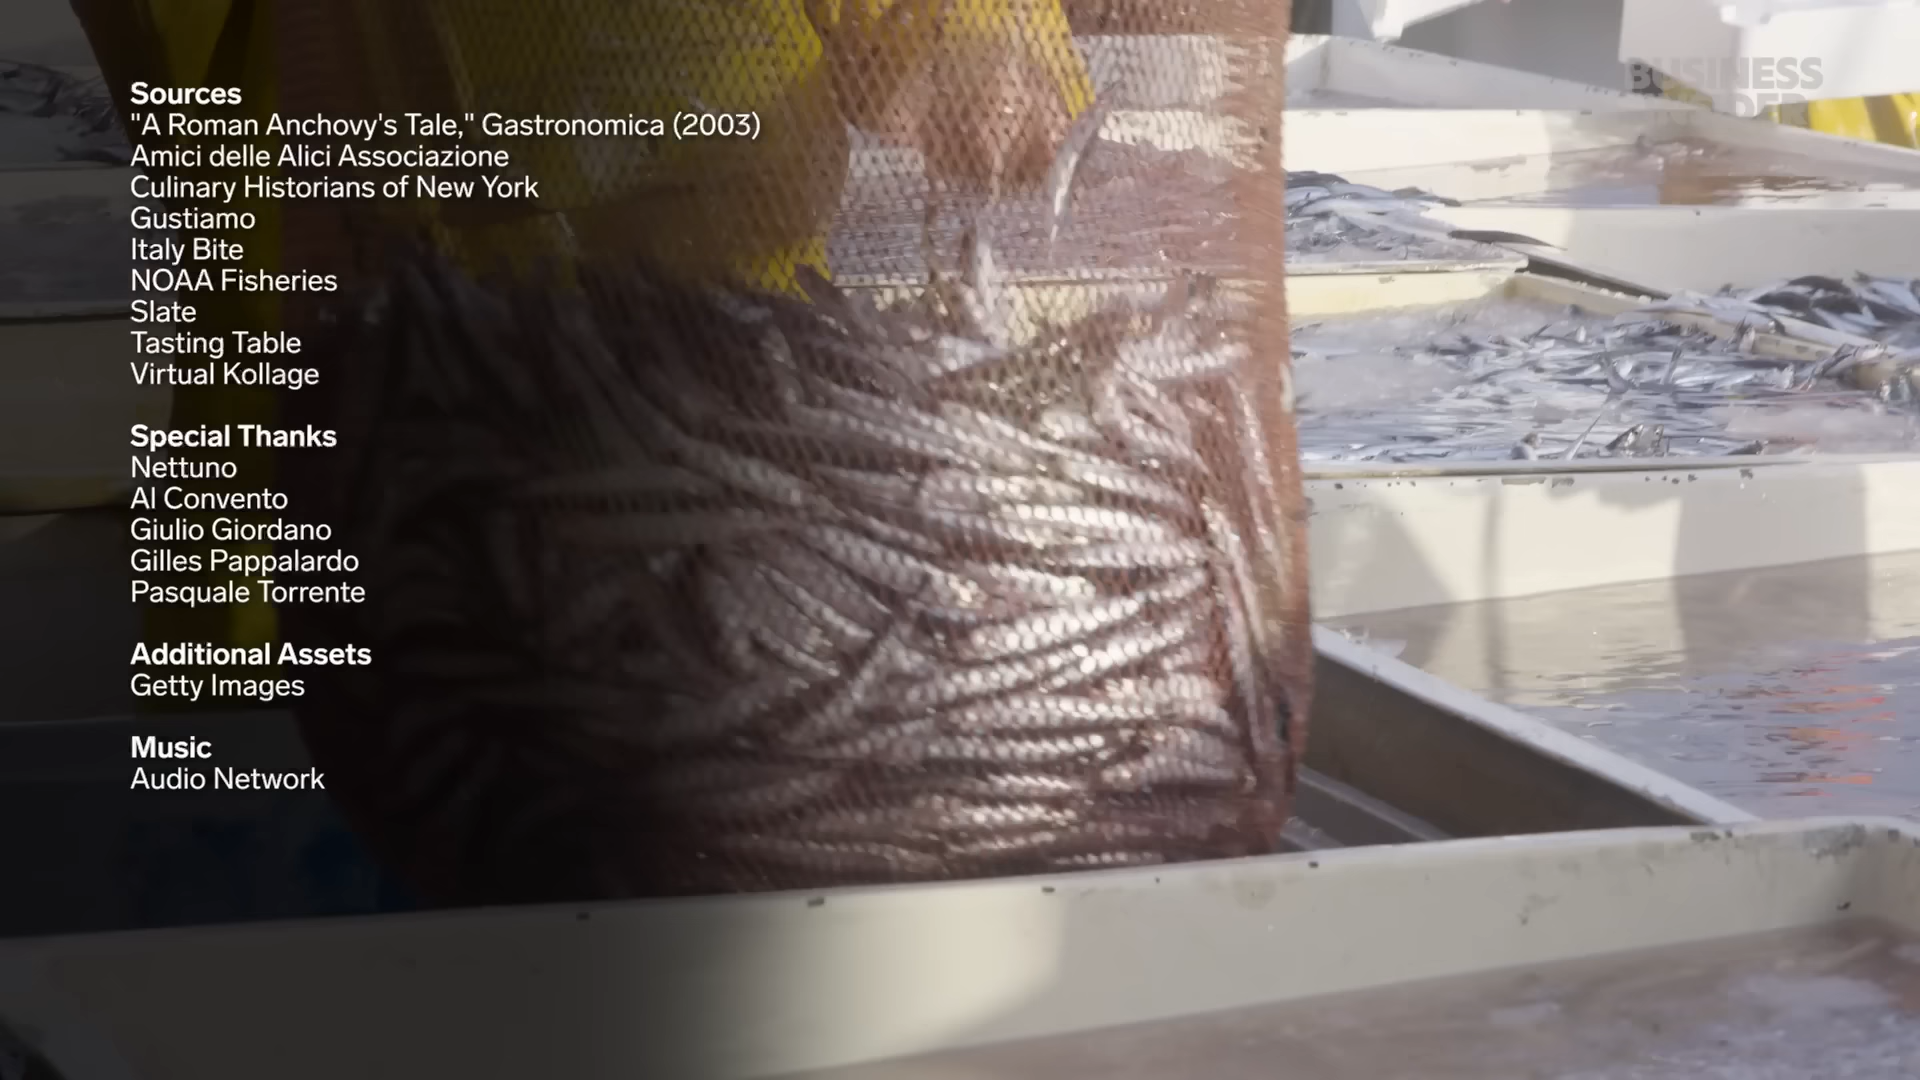 Sources
"A Roman Anchovy's Tale," Gastronomica (2003)
Amici delle Alici Associazione
Culinary Historians of New York
Gustiamo
Italy Bite
NOAA Fisheries
Slate
Tasting Table
Virtual Kollage
Special Thanks
Nettuno
Al Convento
Giulio Giordano
Gilles Pappalardo
Pasquale Torrente
Additional Assets
Getty Images
Music
Audio Network
BUSINESS